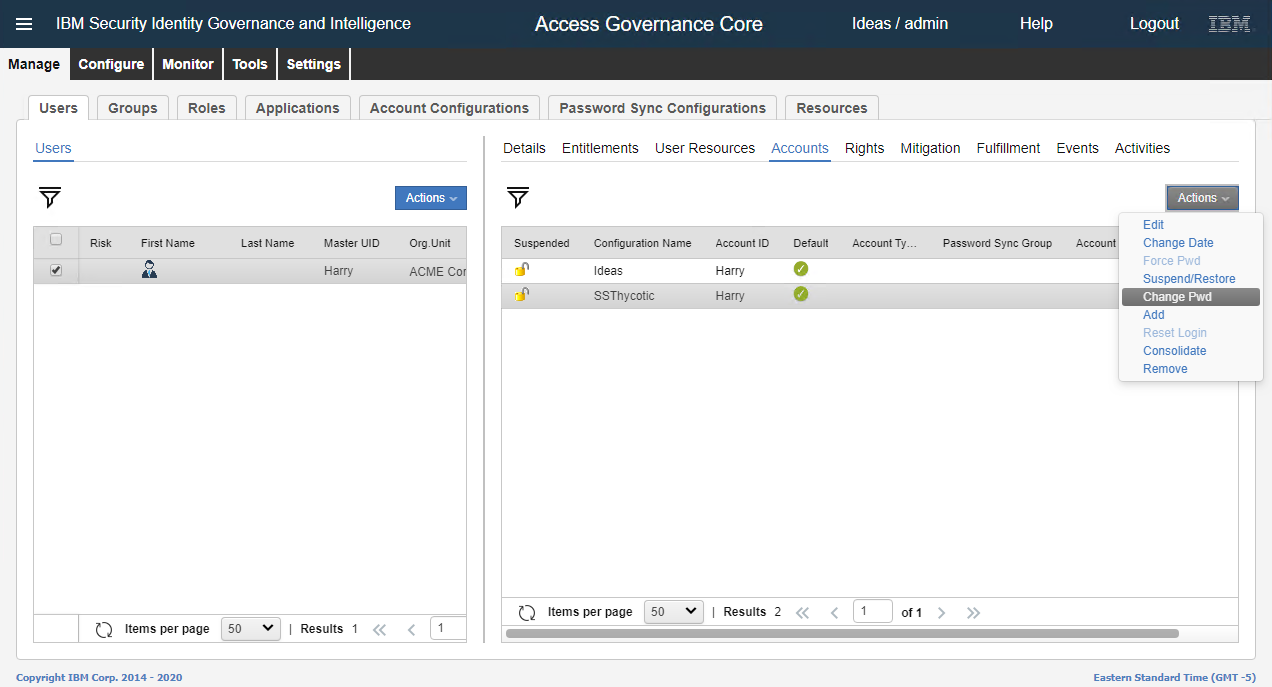 IBM Security Identity Governance and Intelligence Access Governance Core Ideas / admin Help Logout IBM
Manage Configure Monitor Tools Settings
Users Groups Roles Applications Account Configurations Password Sync Configurations Resources
Users
Actions
Risk First Name Last Name Master UID Org.Unit
Harry ACME Cor
Items per page 50 | Results 1 1
Details Entitlements User Resources Accounts Rights Mitigation Fulfillment Events Activities
Actions
Suspended Configuration Name Account ID Default Account Ty... Password Sync Group Account
Ideas Harry
SSThycotic Harry
Edit
Change Date
Force Pwd
Suspend/Restore
Change Pwd
Add
Reset Login
Consolidate
Remove
Items per page 50 | Results 2 1 of 1
Copyright IBM Corp. 2014 - 2020 Eastern Standard Time (GMT -5)